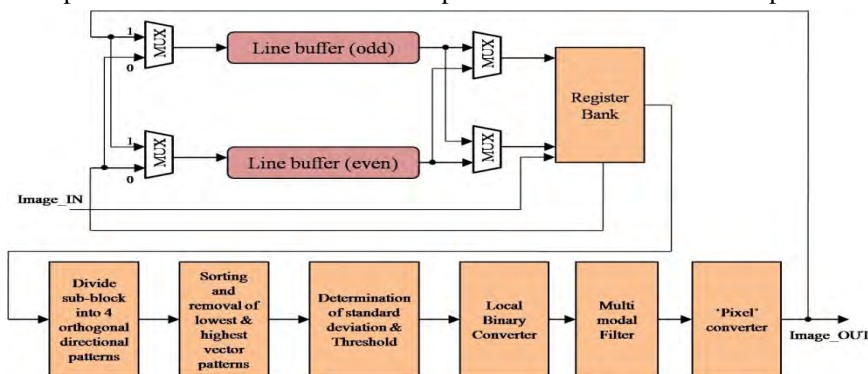 1
MUX
0
Line buffer (odd)
MUX
Register
Bank
1
MUX
0
Line buffer (even)
MUX
Image_IN
Divide
sub-block
into 4
orthogonal
directional
patterns
Sorting
and
removal of
lowest &
highest
vector
patterns
Determination
of standard
deviation &
Threshold
Local
Binary
Converter
Multi
modal
Filter
'Pixel'
converter
Image_OUT